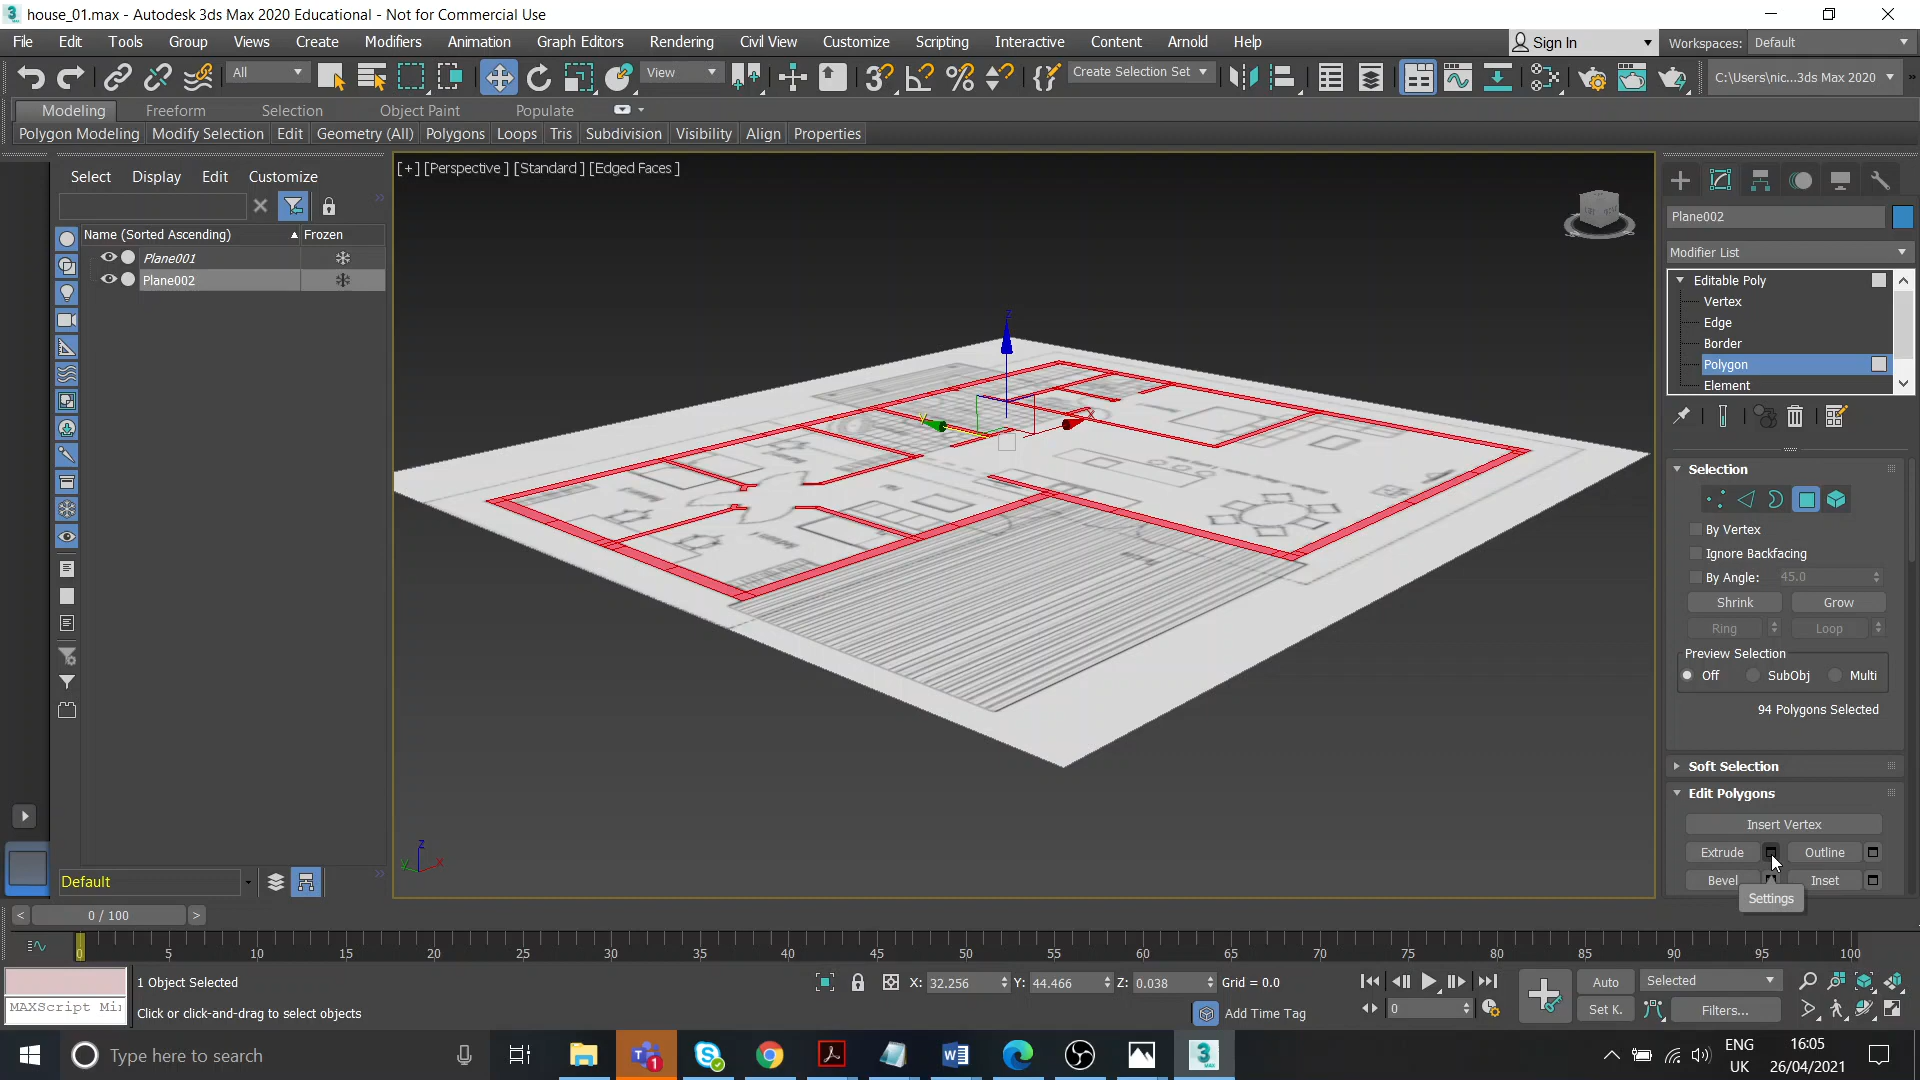 house_01.max - Autodesk 3ds Max 2020 Educational - Not for Commercial Use
File Edit Tools Group Views Create Modifiers Animation Graph Editors Rendering Civil View Customize Scripting Interactive Content Arnold Help
Sign In
Workspaces: Default
All
View
Create Selection Set
C:\Users\nic...3ds Max 2020
Modeling Freeform Selection Object Paint Populate
Polygon Modeling Modify Selection Edit Geometry (All) Polygons Loops Tris Subdivision Visibility Align Properties
Select Display Edit Customize
Name (Sorted Ascending) Frozen
Plane001
Plane002
Default
[+] [Perspective ] [Standard ] [Edged Faces ]
z
z
y x
Plane002
Modifier List
Editable Poly
Vertex
Edge
Border
Polygon
Element
Selection
By Vertex
Ignore Backfacing
By Angle: 45.0
Shrink Grow
Ring Loop
Preview Selection
Off SubObj Multi
94 Polygons Selected
Soft Selection
Edit Polygons
Insert Vertex
Extrude Outline
Bevel Inset
Settings
< 0 / 100 >
0 5 10 15 20 25 30 35 40 45 50 55 60 65 70 75 80 85 90 95 100
1 Object Selected
X: 32.256 Y: 44.466 Z: 0.038 Grid = 0.0
Auto Selected
MAXScript Mi
Click or click-and-drag to select objects
Add Time Tag
0
Set K. Filters...
Type here to search
1
3
MAX
ENG
UK
16:05
26/04/2021